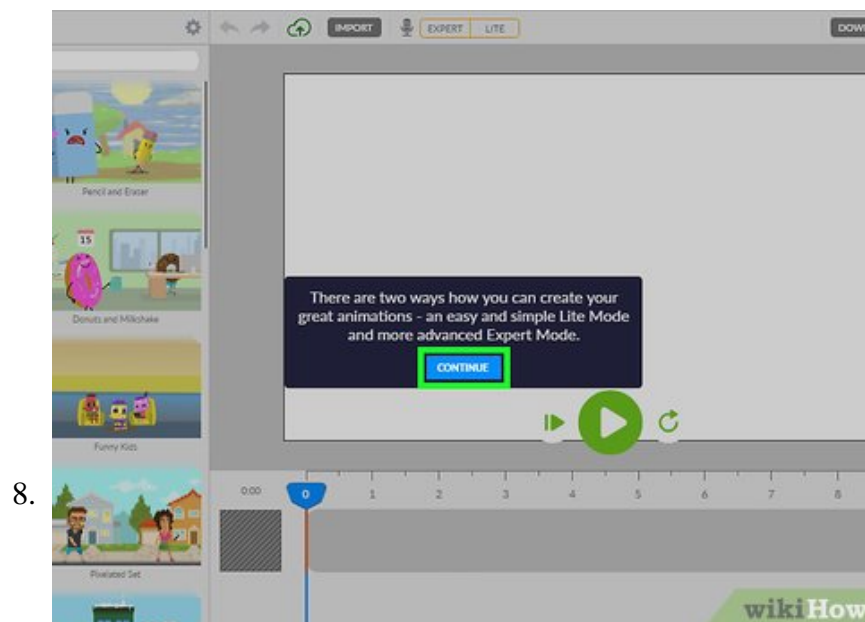 IMPORT
EXPERT LITE
DOW
Pencil and Eraser
15
Donuts and Milkshake
There are two ways how you can create your
great animations - an easy and simple Lite Mode
and more advanced Expert Mode.
CONTINUE
Funny Kids
8.
0:00 0 1 2 3 4 5 6 7 8
Pixelated Set
wikiHow